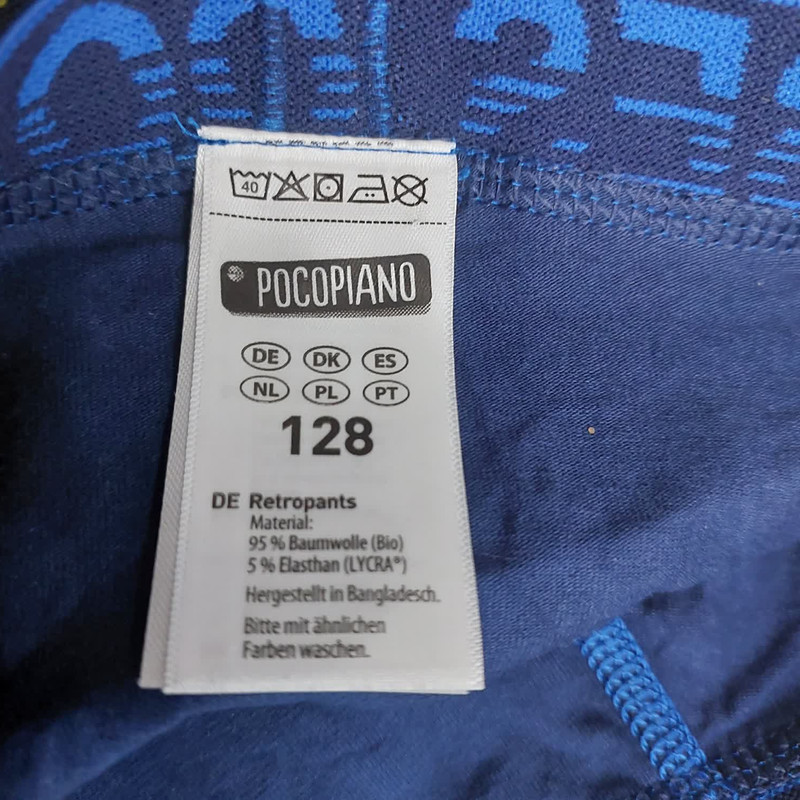 40
POCOPIANO
DE DK ES
NL PL PT
128
DE Retropants
Material:
95 % Baumwolle (Bio)
5 % Elasthan (LYCRA®)
Hergestellt in Bangladesch.
Bitte mit ähnlichen
Farben waschen.